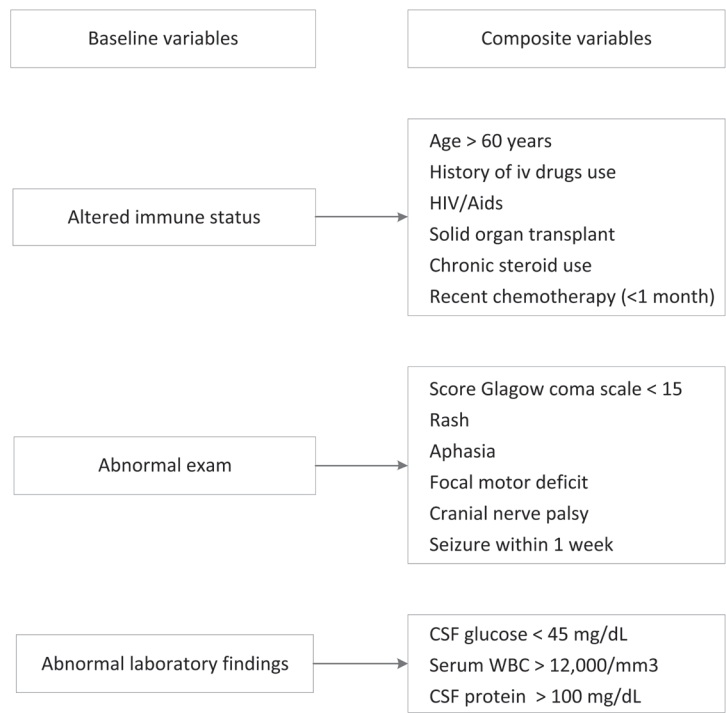 Baseline variables
Composite variables
Altered immune status
Age > 60 years
History of iv drugs use
HIV/Aids
Solid organ transplant
Chronic steroid use
Recent chemotherapy (<1 month)
Abnormal exam
Score Glagow coma scale < 15
Rash
Aphasia
Focal motor deficit
Cranial nerve palsy
Seizure within 1 week
Abnormal laboratory findings
CSF glucose < 45 mg/dL
Serum WBC > 12,000/mm3
CSF protein > 100 mg/dL